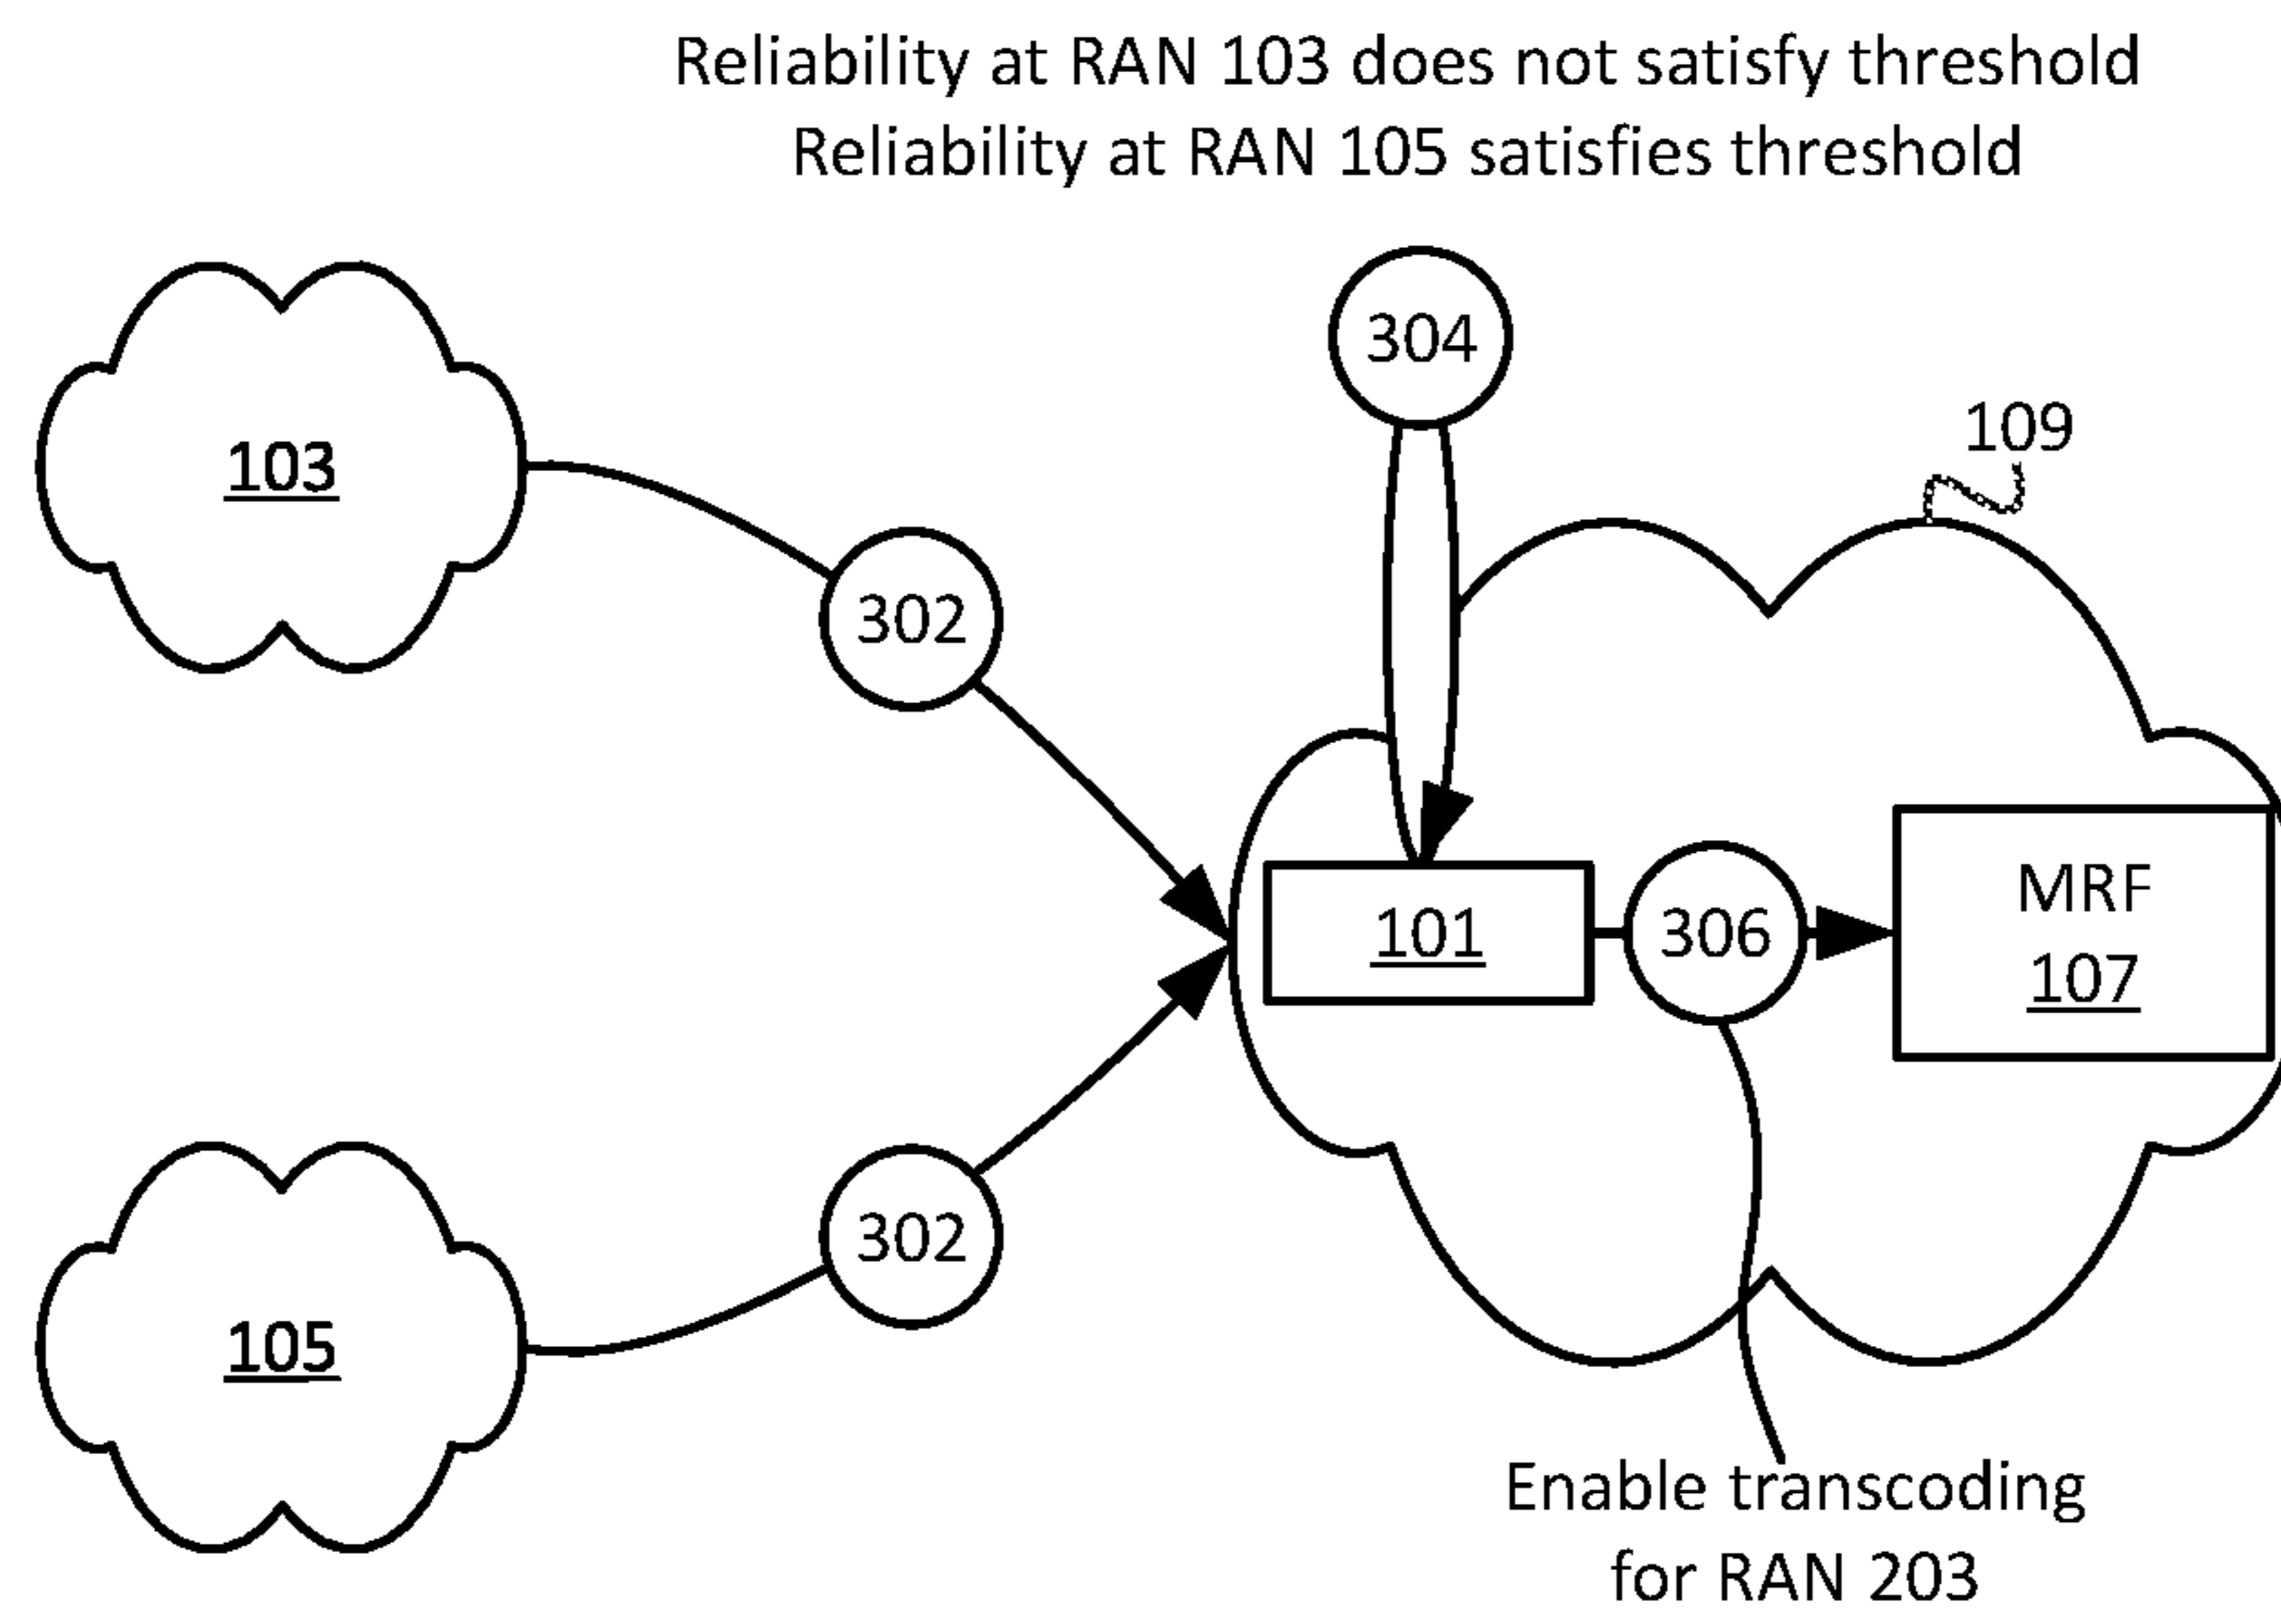 Reliability at RAN 103 does not satisfy threshold
Reliability at RAN 105 satisfies threshold
304
109
103
302
101
306
MRF
107
302
105
Enable transcoding
for RAN 203